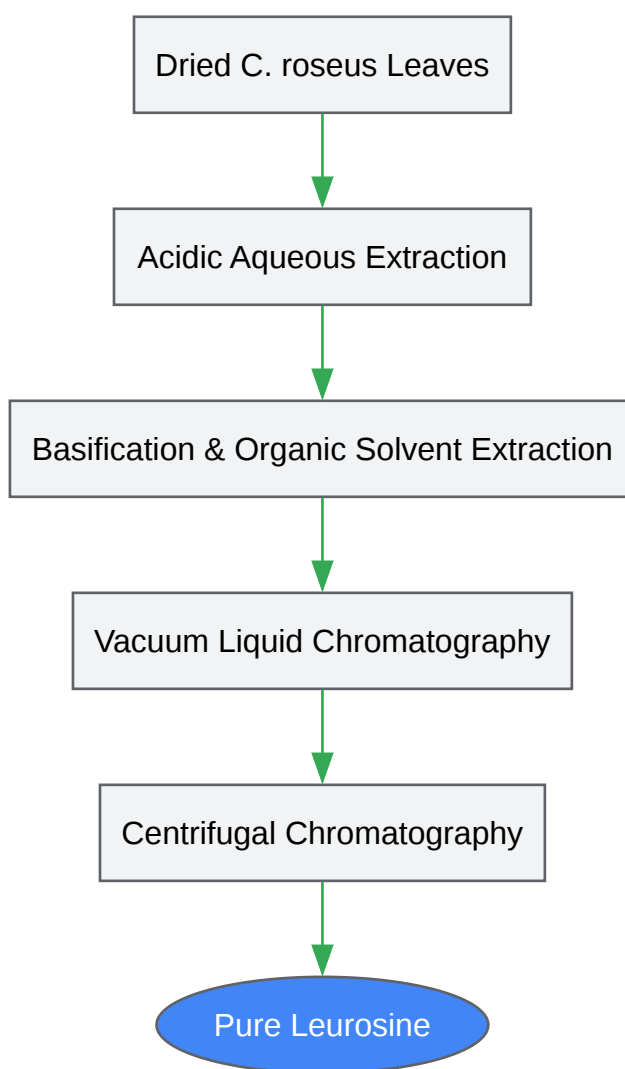 Dried C. roseus Leaves
Acidic Aqueous Extraction
Basification & Organic Solvent Extraction
Vacuum Liquid Chromatography
Centrifugal Chromatography
Pure Leurosine